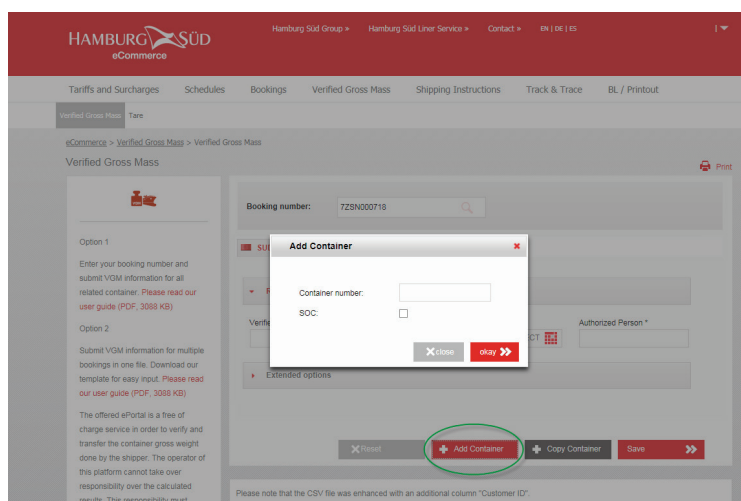 HAMBURG SÜD
eCommerce
Hamburg Süd Group » Hamburg Süd Liner Service » Contact » EN | DE | ES
Tariffs and Surcharges Schedules Bookings Verified Gross Mass Shipping Instructions Track & Trace BL / Printout
Verified Gross Mass Tare
eCommerce > Verified Gross Mass > Verified Gross Mass
Verified Gross Mass
Print
Booking number: 7ZSN000718
Option 1
Enter your booking number and
submit VGM information for all
related container. Please read our
user guide (PDF, 3088 KB)
Option 2
Submit VGM information for multiple
bookings in one file. Download our
template for easy input. Please read
our user guide (PDF, 3088 KB)
The offered ePortal is a free of
charge service in order to verify and
transfer the container gross weight
done by the shipper. The operator of
this platform cannot take over
responsibility over the calculated
results. This responsibility must
Add Container
Container number:
SOC:
close okay
Authorized Person *
Extended options
Reset Add Container Copy Container Save
Please note that the CSV file was enhanced with an additional column "Customer ID".